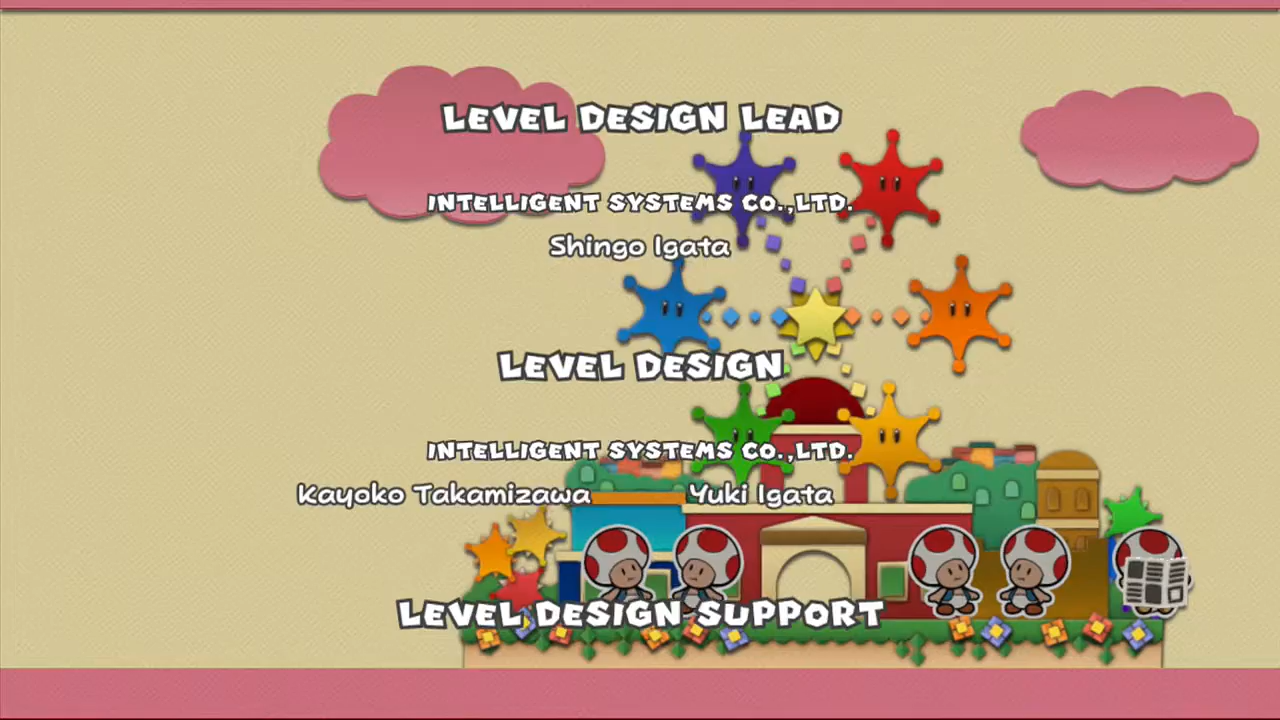 LEVEL DESIGN LEAD
INTELLIGENT SYSTEMS CO.,LTD.
Shingo Igata
LEVEL DESIGN
INTELLIGENT SYSTEMS CO.,LTD.
Kayoko Takamizawa Yuki Igata
LEVEL DESIGN SUPPORT